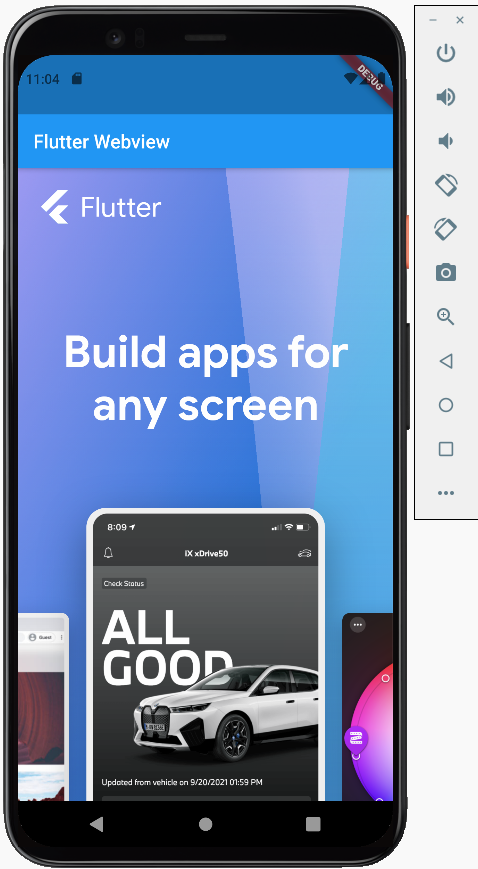 11:04
DEBUG
Flutter Webview
Flutter
Build apps for
any screen
8:09
iX xDrive50
Check Status
ALL
GOOD
Guest
Updated from vehicle on 9/20/2021 01:59 PM